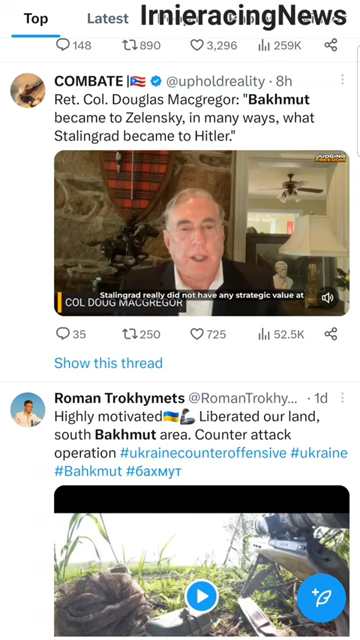 IrnieracingNews
Top Latest
148 890 3,296 259K
COMBATE |🇵🇷 @upholdreality · 8h
Ret. Col. Douglas Macgregor: "Bakhmut
became to Zelensky, in many ways, what
Stalingrad became to Hitler."
JUDGING
FREEDOM
Stalingrad really did not have any strategic value at
COL DOUG MACGREGOR
35 250 725 52.5K
Show this thread
Roman Trokhymets @RomanTrokhy... · 1d
Highly motivated🇺🇦🦾 Liberated our land,
south Bakhmut area. Counter attack
operation #ukrainecounteroffensive #ukraine
#Bahkmut #бахмут